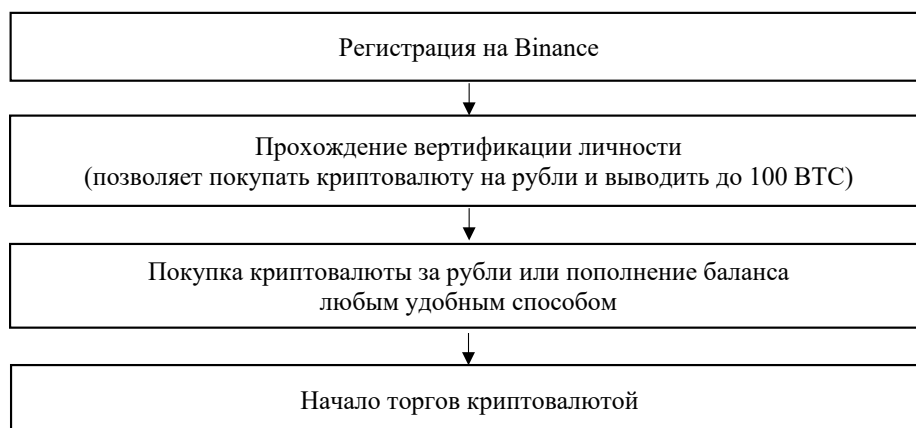 Регистрация на Binance
Прохождение вертификации личности
(позволяет покупать криптовалюту на рубли и выводить до 100 BTC)
Покупка криптовалюты за рубли или пополнение баланса
любым удобным способом
Начало торгов криптовалютой